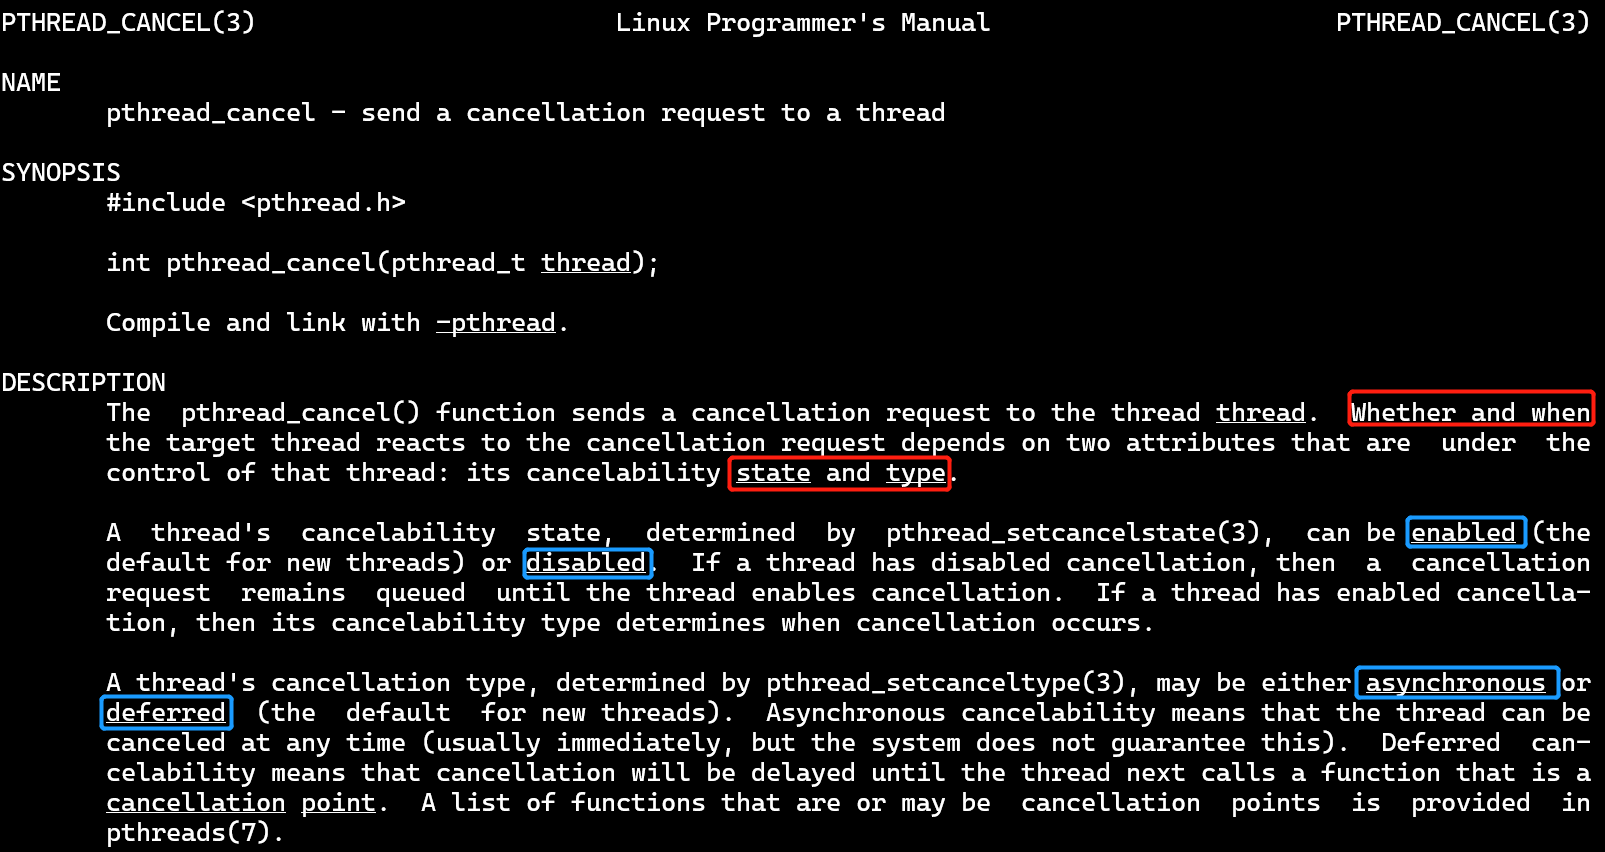 PTHREAD_CANCEL(3) Linux Programmer's Manual PTHREAD_CANCEL(3)
NAME
pthread_cancel - send a cancellation request to a thread
SYNOPSIS
#include <pthread.h>
int pthread_cancel(pthread_t thread);
Compile and link with -pthread.
DESCRIPTION
The pthread_cancel() function sends a cancellation request to the thread thread. Whether and when
the target thread reacts to the cancellation request depends on two attributes that are under the
control of that thread: its cancelability state and type.
A thread's cancelability state, determined by pthread_setcancelstate(3), can be enabled (the
default for new threads) or disabled. If a thread has disabled cancellation, then a cancellation
request remains queued until the thread enables cancellation. If a thread has enabled cancella-
tion, then its cancelability type determines when cancellation occurs.
A thread's cancellation type, determined by pthread_setcanceltype(3), may be either asynchronous or
deferred (the default for new threads). Asynchronous cancelability means that the thread can be
canceled at any time (usually immediately, but the system does not guarantee this). Deferred can-
celability means that cancellation will be delayed until the thread next calls a function that is a
cancellation point. A list of functions that are or may be cancellation points is provided in
pthreads(7).